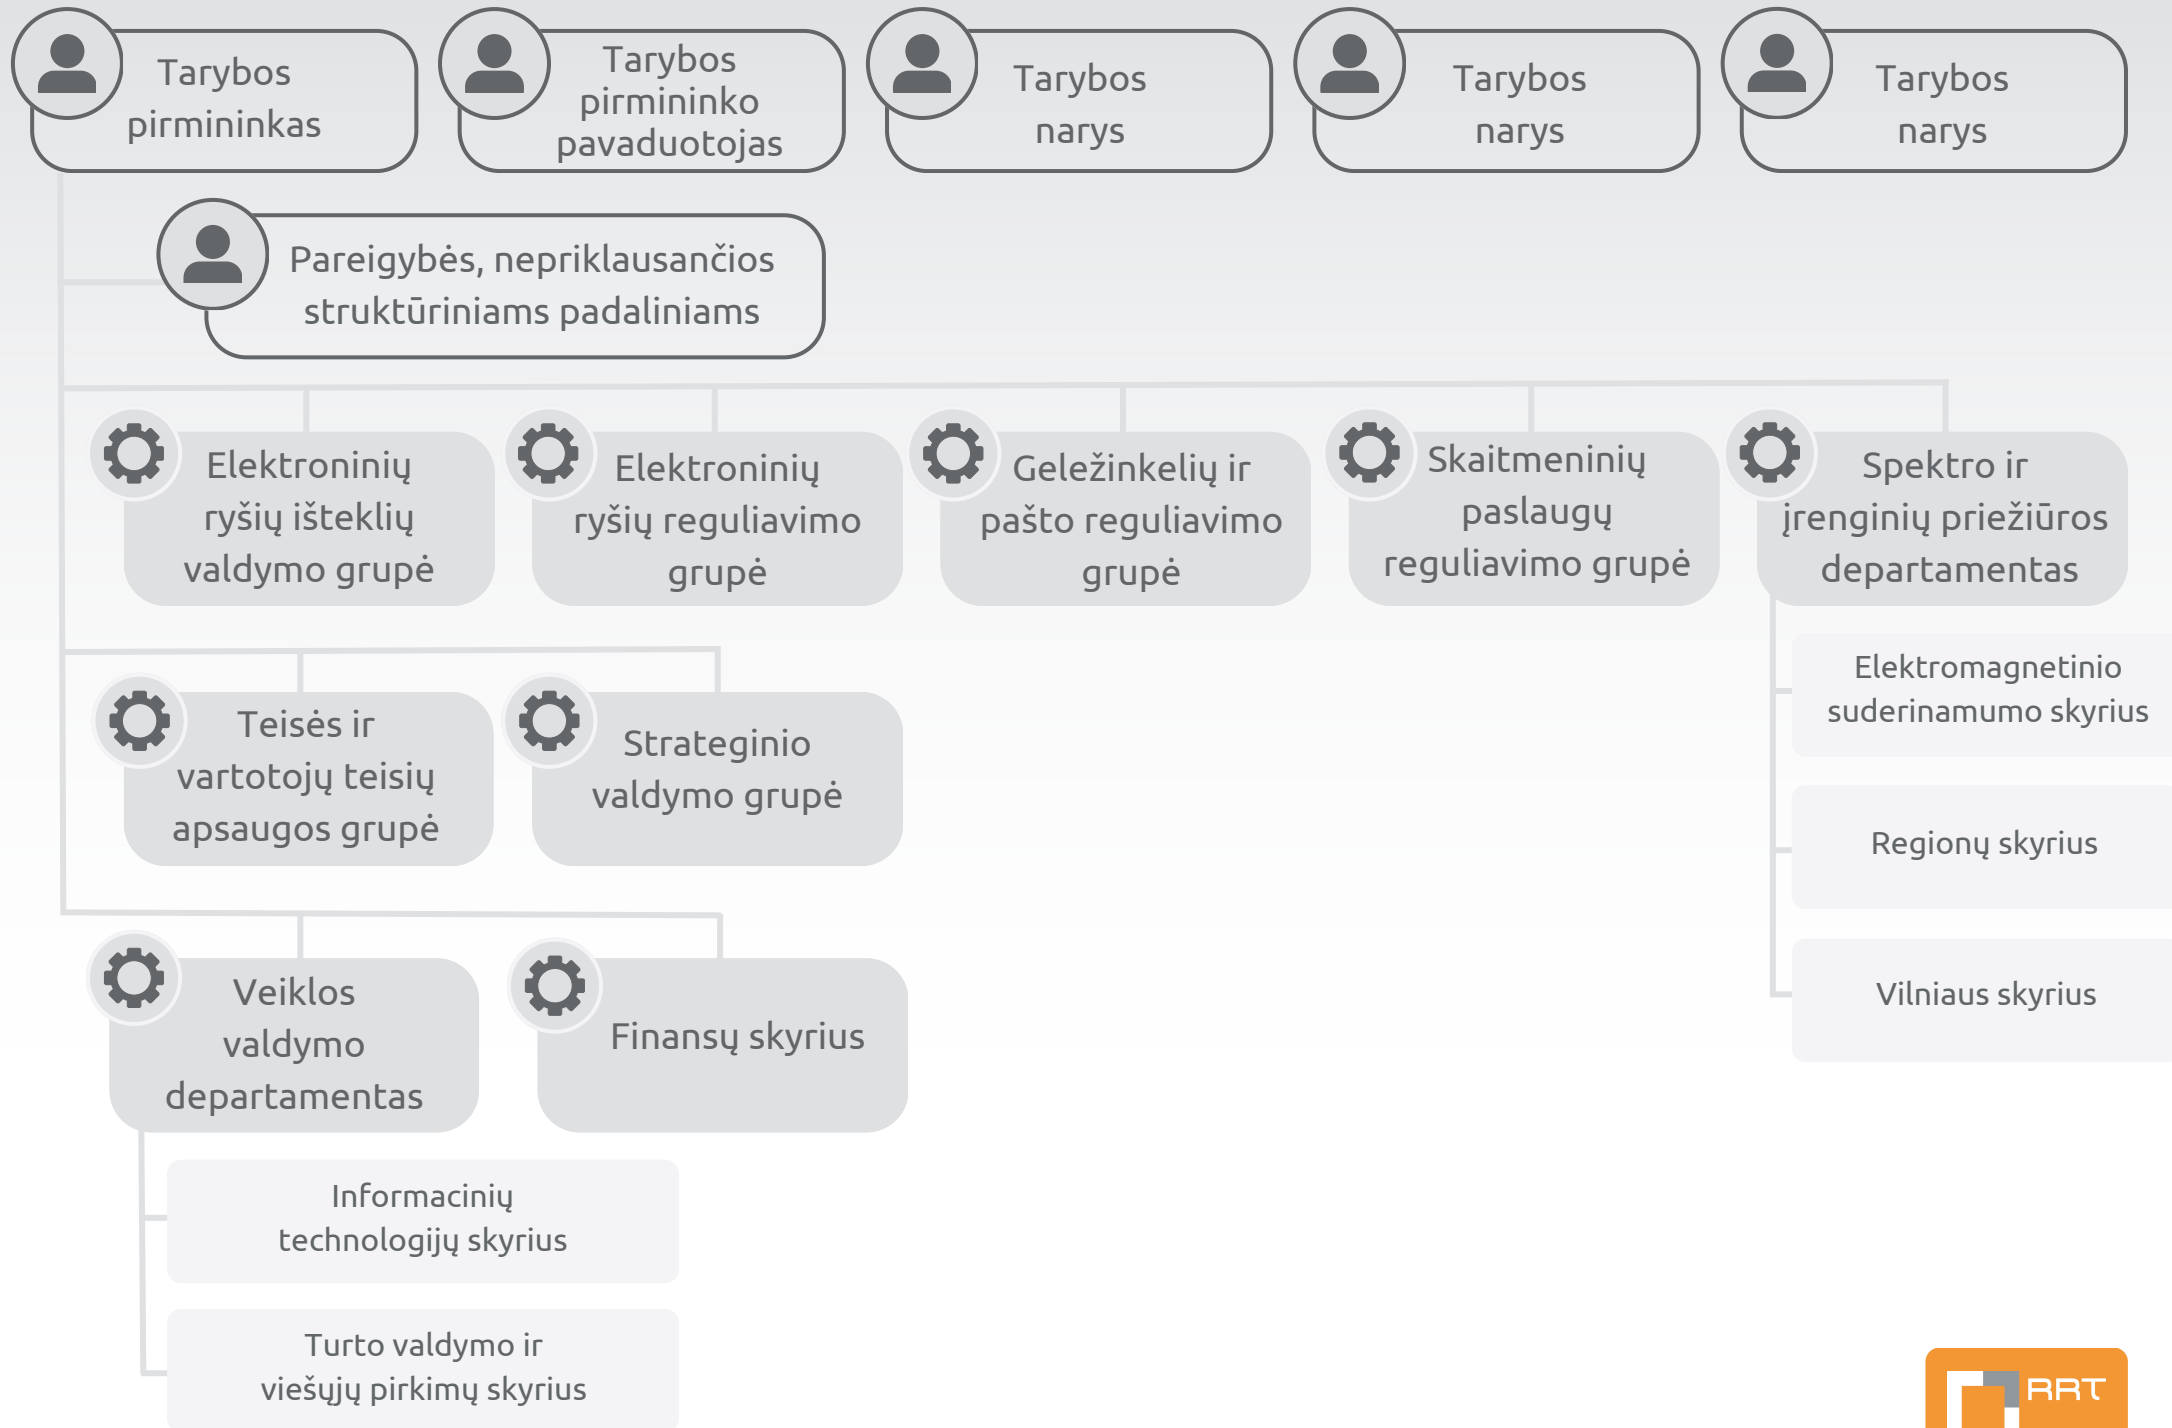 Tarybos
pirmininkas
Tarybos
pirmininko
pavaduotojas
Tarybos
narys
Tarybos
narys
Tarybos
narys
Pareigybės, nepriklausančios
struktūriniams padaliniams
Elektroninių
ryšių išteklių
valdymo grupė
Elektroninių
ryšių reguliavimo
grupė
Geležinkelių ir
pašto reguliavimo
grupė
Skaitmeninių
paslaugų
reguliavimo grupė
Spektro ir
įrenginių priežiūros
departamentas
Elektromagnetinio
suderinamumo skyrius
Regionų skyrius
Vilniaus skyrius
Teisės ir
vartotojų teisių
apsaugos grupė
Strateginio
valdymo grupė
Veiklos
valdymo
departamentas
Finansų skyrius
Informacinių
technologijų skyrius
Turto valdymo ir
viešųjų pirkimų skyrius
RRT